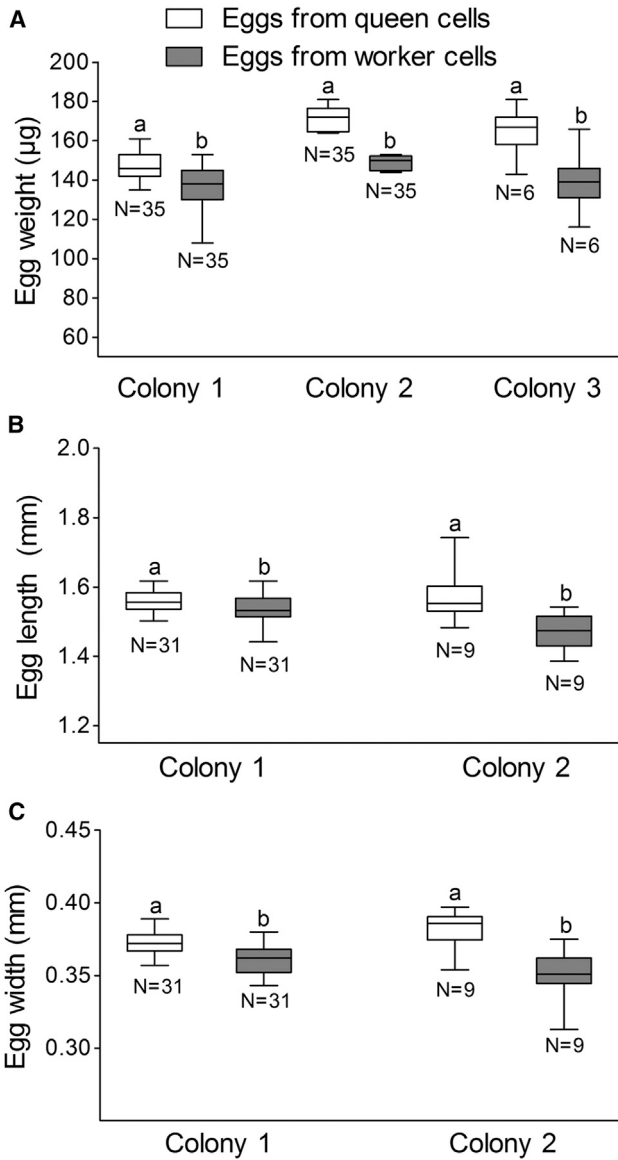 A
Eggs from queen cells
Eggs from worker cells
Egg weight (µg)
200
180
160
140
120
100
80
60
a
b
a
b
a
b
N=35
N=35
N=35
N=35
N=6
N=6
Colony 1
Colony 2
Colony 3
B
Egg length (mm)
2.0
1.8
1.6
1.4
1.2
a
b
a
b
N=31
N=31
N=9
N=9
Colony 1
Colony 2
C
Egg width (mm)
0.45
0.40
0.35
0.30
a
b
a
b
N=31
N=31
N=9
N=9
Colony 1
Colony 2